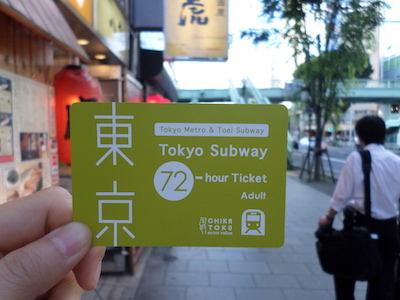 東京
Tokyo Metro & Toei Subway
Tokyo Subway
72-hour Ticket
Adult
CHIKA
TOKU